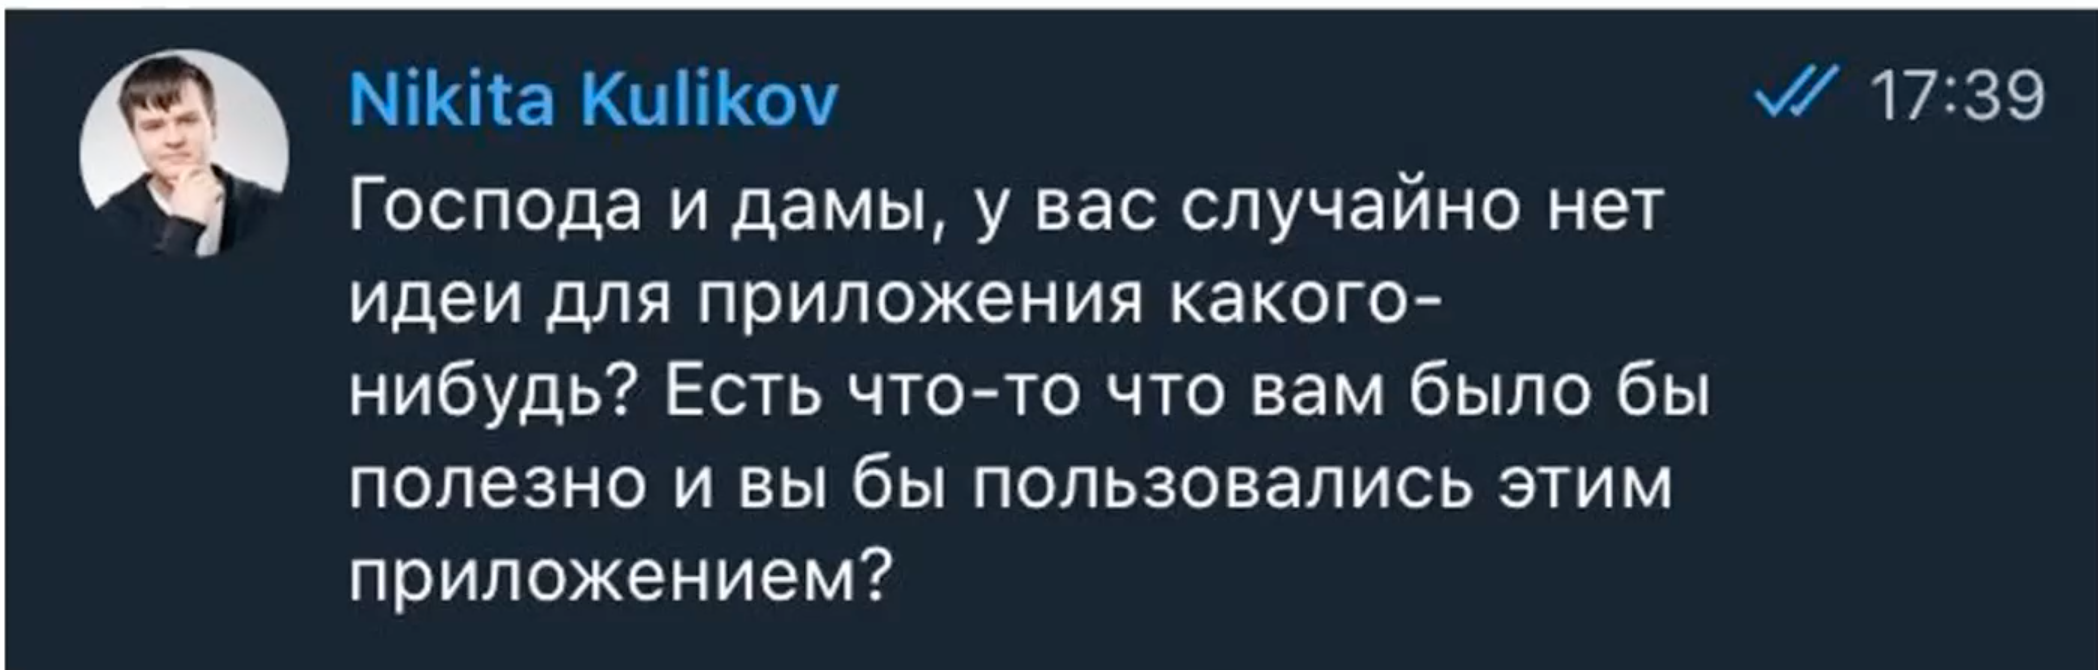 Nikita Kulikov
17:39
Господа и дамы, у вас случайно нет
идеи для приложения какого-
нибудь? Есть что-то что вам было бы
полезно и вы бы пользовались этим
приложением?